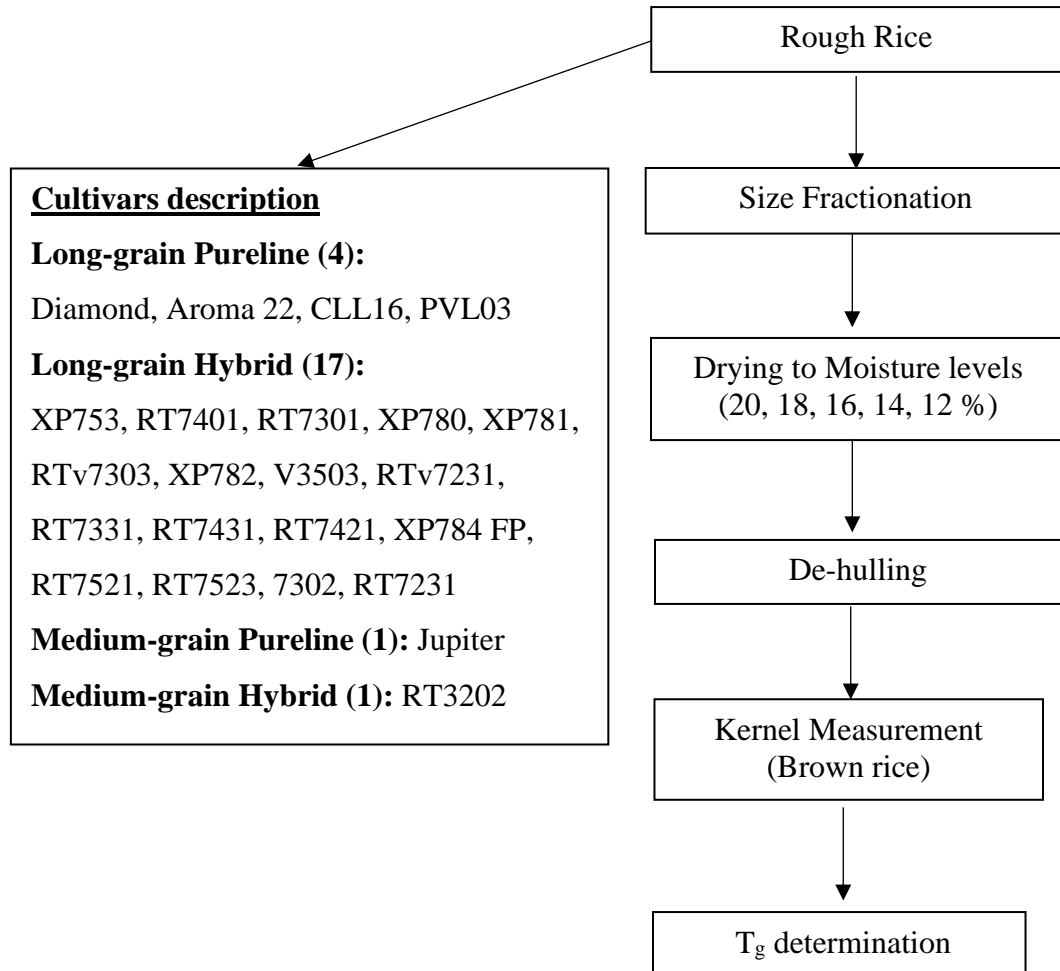 Rough Rice
Cultivars description
Long-grain Pureline (4):
Diamond, Aroma 22, CLL16, PVL03
Long-grain Hybrid (17):
XP753, RT7401, RT7301, XP780, XP781,
RTv7303, XP782, V3503, RTv7231,
RT7331, RT7431, RT7421, XP784 FP,
RT7521, RT7523, 7302, RT7231
Medium-grain Pureline (1): Jupiter
Medium-grain Hybrid (1): RT3202
Size Fractionation
Drying to Moisture levels
(20, 18, 16, 14, 12 %)
De-hulling
Kernel Measurement
(Brown rice)
Tg determination